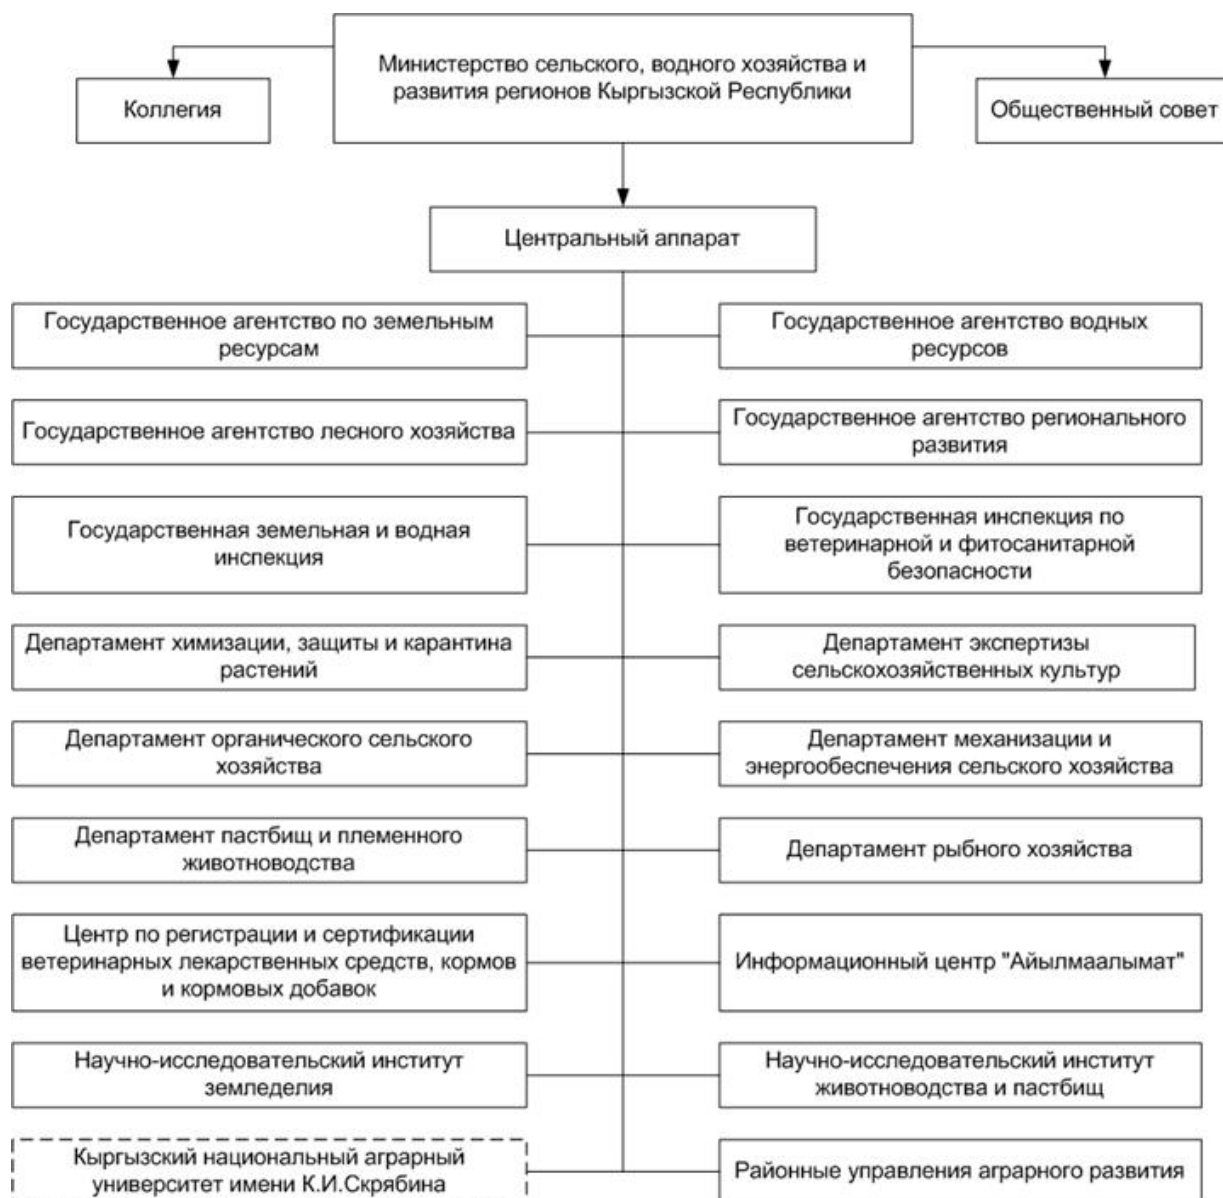 Министерство сельского, водного хозяйства и
развития регионов Кыргызской Республики
Коллегия
Общественный совет
Центральный аппарат
Государственное агентство по земельным
ресурсам
Государственное агентство водных
ресурсов
Государственное агентство лесного хозяйства
Государственное агентство регионального
развития
Государственная земельная и водная
инспекция
Государственная инспекция по
ветеринарной и фитосанитарной
безопасности
Департамент химизации, защиты и карантина
растений
Департамент экспертизы
сельскохозяйственных культур
Департамент органического сельского
хозяйства
Департамент механизации и
энергообеспечения сельского хозяйства
Департамент пастбищ и племенного
животноводства
Департамент рыбного хозяйства
Центр по регистрации и сертификации
ветеринарных лекарственных средств, кормов
и кормовых добавок
Информационный центр "Айылмаалымат"
Научно-исследовательский институт
земледелия
Научно-исследовательский институт
животноводства и пастбищ
Кыргызский национальный аграрный
университет имени К.И.Скрябина
Районные управления аграрного развития